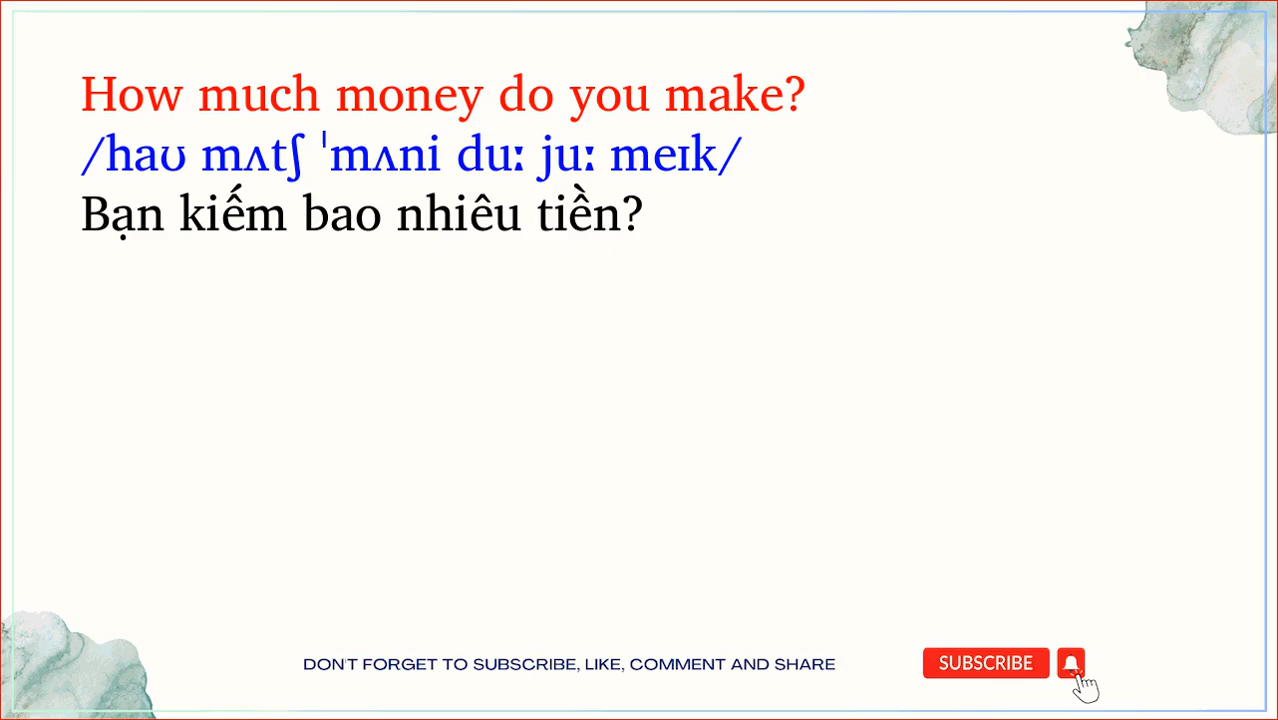 How much money do you make?
/haʊ mʌtʃ ˈmʌni duː juː meɪk/
Bạn kiếm bao nhiêu tiền?
DON'T FORGET TO SUBSCRIBE, LIKE, COMMENT AND SHARE
SUBSCRIBE